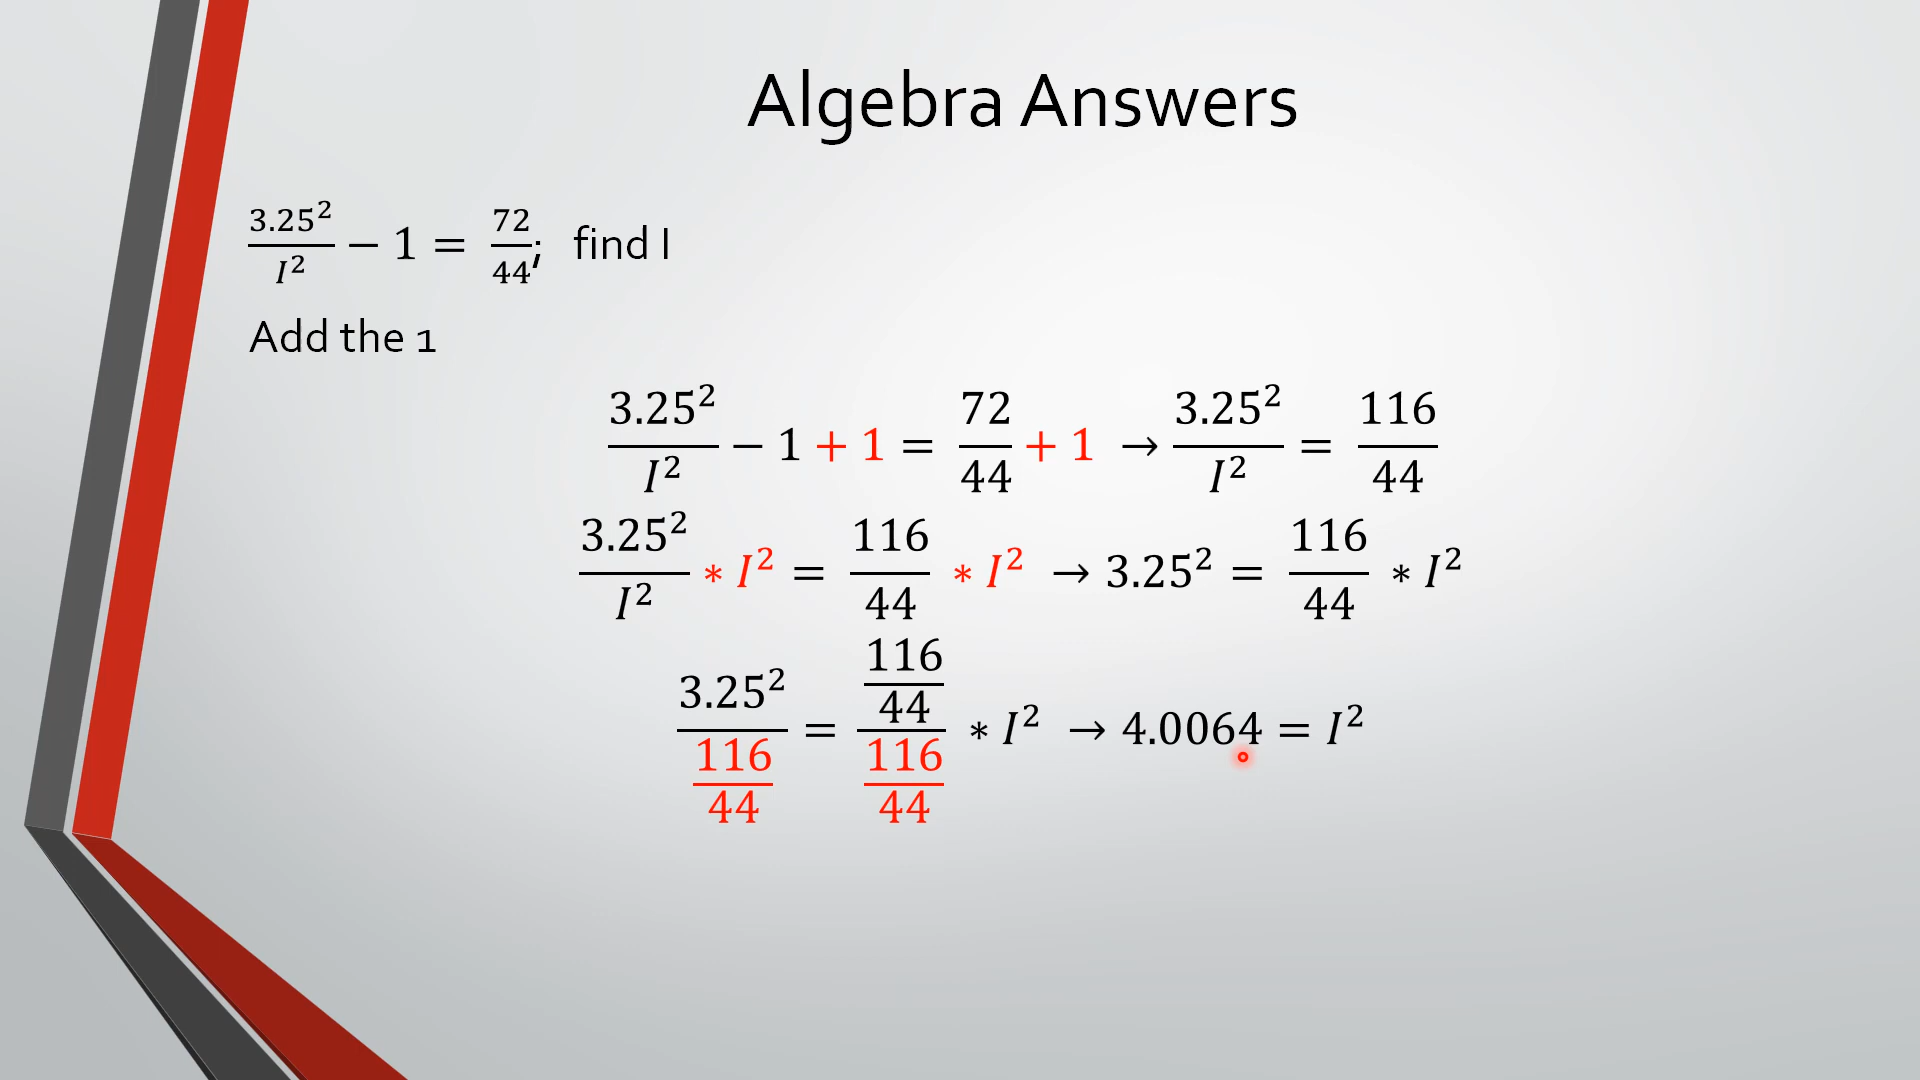 Algebra Answers
3.25²/I² − 1 = 72/44; find I
Add the 1
3.25²/I² − 1 + 1 = 72/44 + 1 → 3.25²/I² = 116/44
3.25²/I² * I² = 116/44 * I² → 3.25² = 116/44 * I²
3.25²/(116/44) = (116/44)/(116/44) * I² → 4.0064 = I²